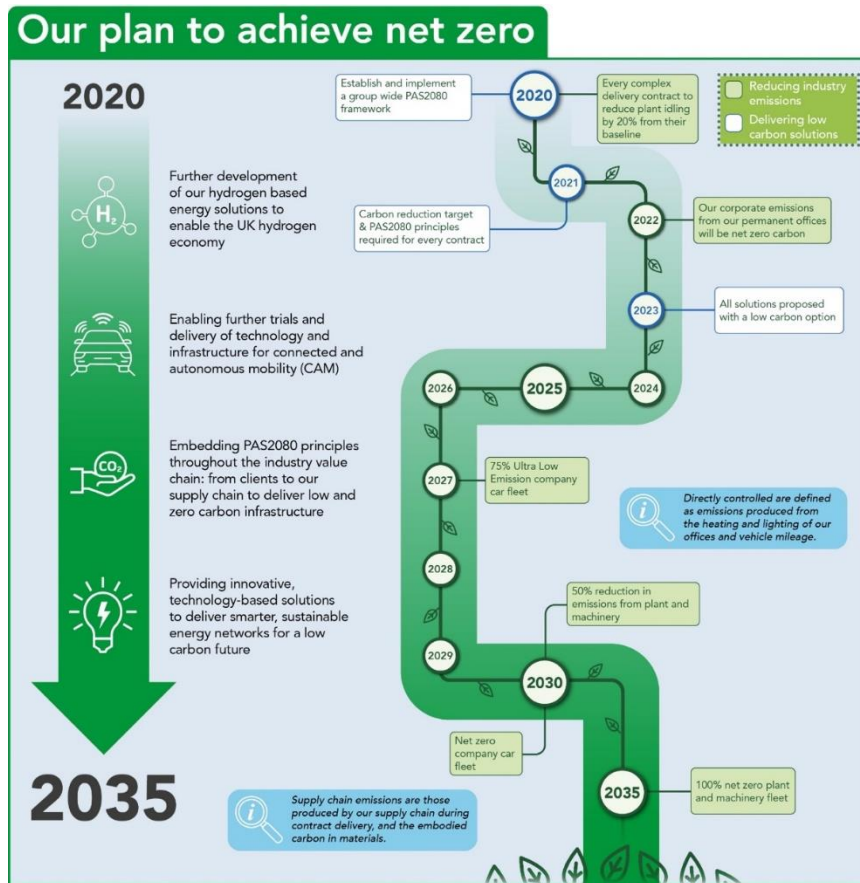 Our plan to achieve net zero
2020
Further development
of our hydrogen based
energy solutions to
enable the UK hydrogen
economy
H2
Enabling further trials and
delivery of technology and
infrastructure for connected and
autonomous mobility (CAM)
CO2
Embedding PAS2080 principles
throughout the industry value
chain: from clients to our
supply chain to deliver low and
zero carbon infrastructure
Providing innovative,
technology-based solutions
to deliver smarter, sustainable
energy networks for a low
carbon future
2035
Reducing industry
emissions
Delivering low
carbon solutions
Establish and implement
a group wide PAS2080
framework
2020
Every complex
delivery contract to
reduce plant idling
by 20% from their
baseline
2021
Carbon reduction target
& PAS2080 principles
required for every contract
2022
Our corporate emissions
from our permanent offices
will be net zero carbon
2023
All solutions proposed
with a low carbon option
2024
2025
2026
2027
75% Ultra Low
Emission company
car fleet
i
Directly controlled are defined
as emissions produced from
the heating and lighting of our
offices and vehicle mileage.
2028
2029
50% reduction in
emissions from plant and
machinery
2030
Net zero
company car
fleet
2035
100% net zero plant
and machinery fleet
i
Supply chain emissions are those
produced by our supply chain during
contract delivery, and the embodied
carbon in materials.